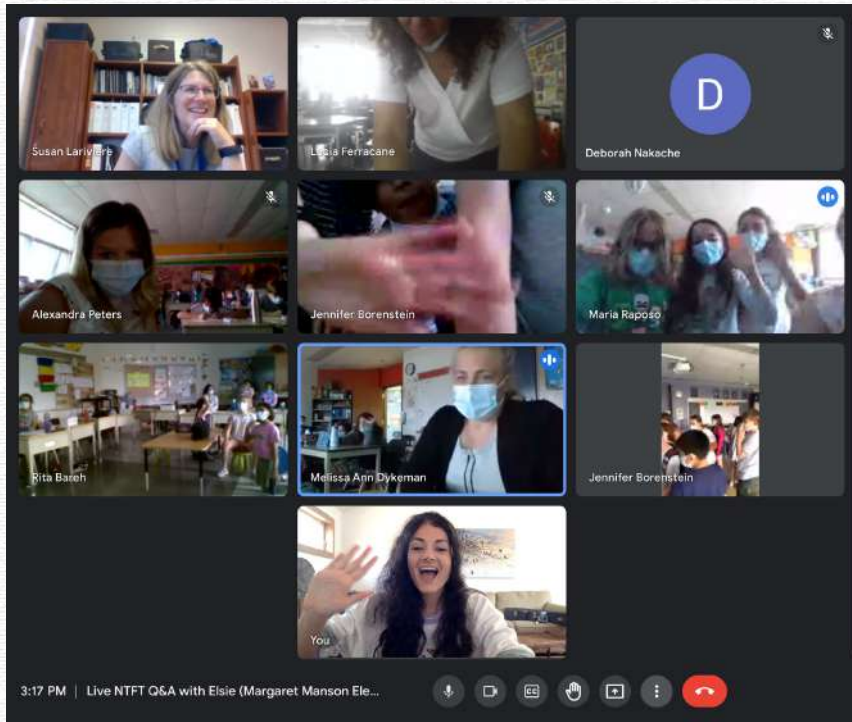 Susan Lariviere
Lucia Ferracane
D
Deborah Nakache
Alexandra Peters
Jennifer Borenstein
Maria Raposo
Rita Bareh
Melissa Ann Dykeman
Jennifer Borenstein
You
3:17 PM | Live NTFT Q&A with Elsie (Margaret Manson Ele...
CC